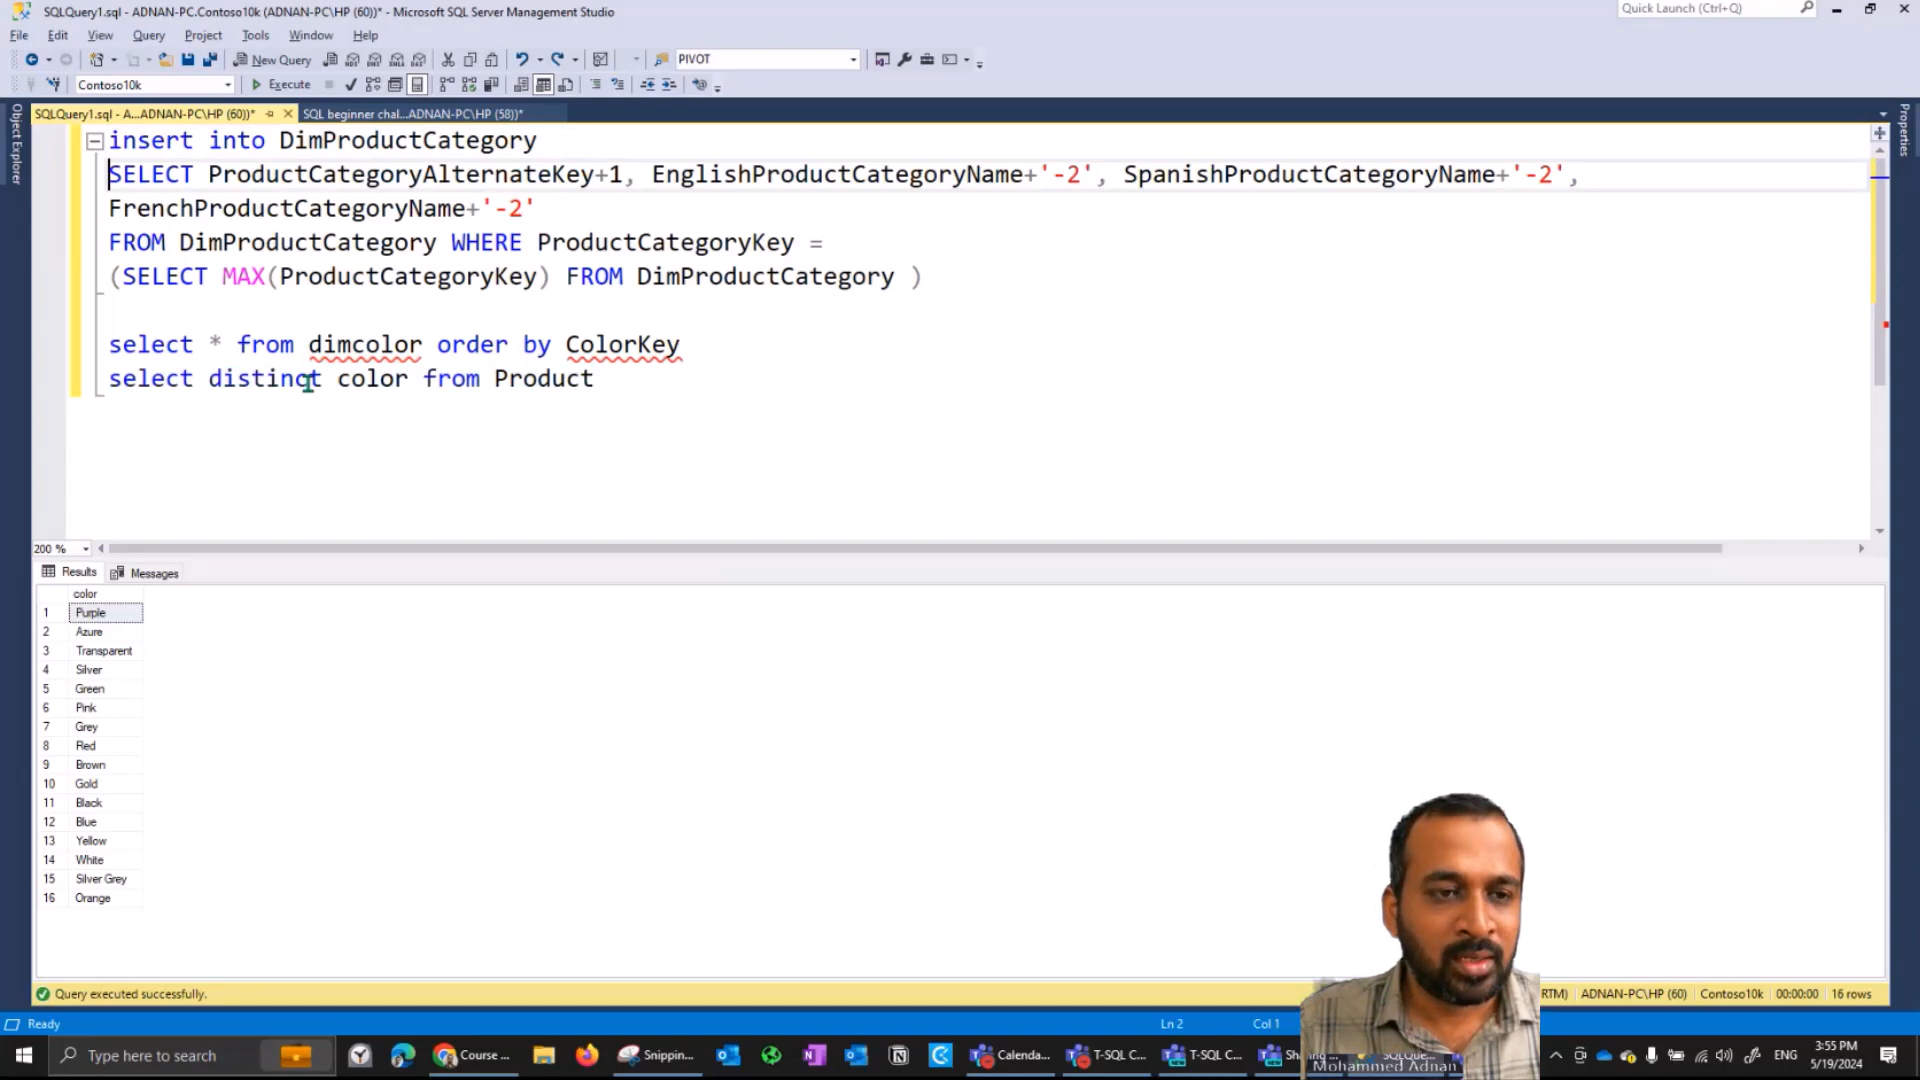 SQLQuery1.sql - ADNAN-PC.Contoso10k (ADNAN-PC\HP (60))* - Microsoft SQL Server Management Studio
Quick Launch (Ctrl+Q)
File Edit View Query Project Tools Window Help
New Query
PIVOT
Contoso10k
Execute
SQLQuery1.sql - A...ADNAN-PC\HP (60))*
SQL beginner chal...ADNAN-PC\HP (58))*
Object Explorer
Properties
insert into DimProductCategory
SELECT ProductCategoryAlternateKey+1, EnglishProductCategoryName+'-2', SpanishProductCategoryName+'-2',
FrenchProductCategoryName+'-2'
FROM DimProductCategory WHERE ProductCategoryKey =
(SELECT MAX(ProductCategoryKey) FROM DimProductCategory )
select * from dimcolor order by ColorKey
select distinct color from Product
200 %
Results Messages
color
1 Purple
2 Azure
3 Transparent
4 Silver
5 Green
6 Pink
7 Grey
8 Red
9 Brown
10 Gold
11 Black
12 Blue
13 Yellow
14 White
15 Silver Grey
16 Orange
Query executed successfully.
RTM) ADNAN-PC\HP (60) Contoso10k 00:00:00 16 rows
Ready
Ln 2
Col 1
Type here to search
Course ...
Snippin...
Calenda...
T-SQL C...
T-SQL C...
ENG
3:55 PM
5/19/2024
Mohammed Adnan